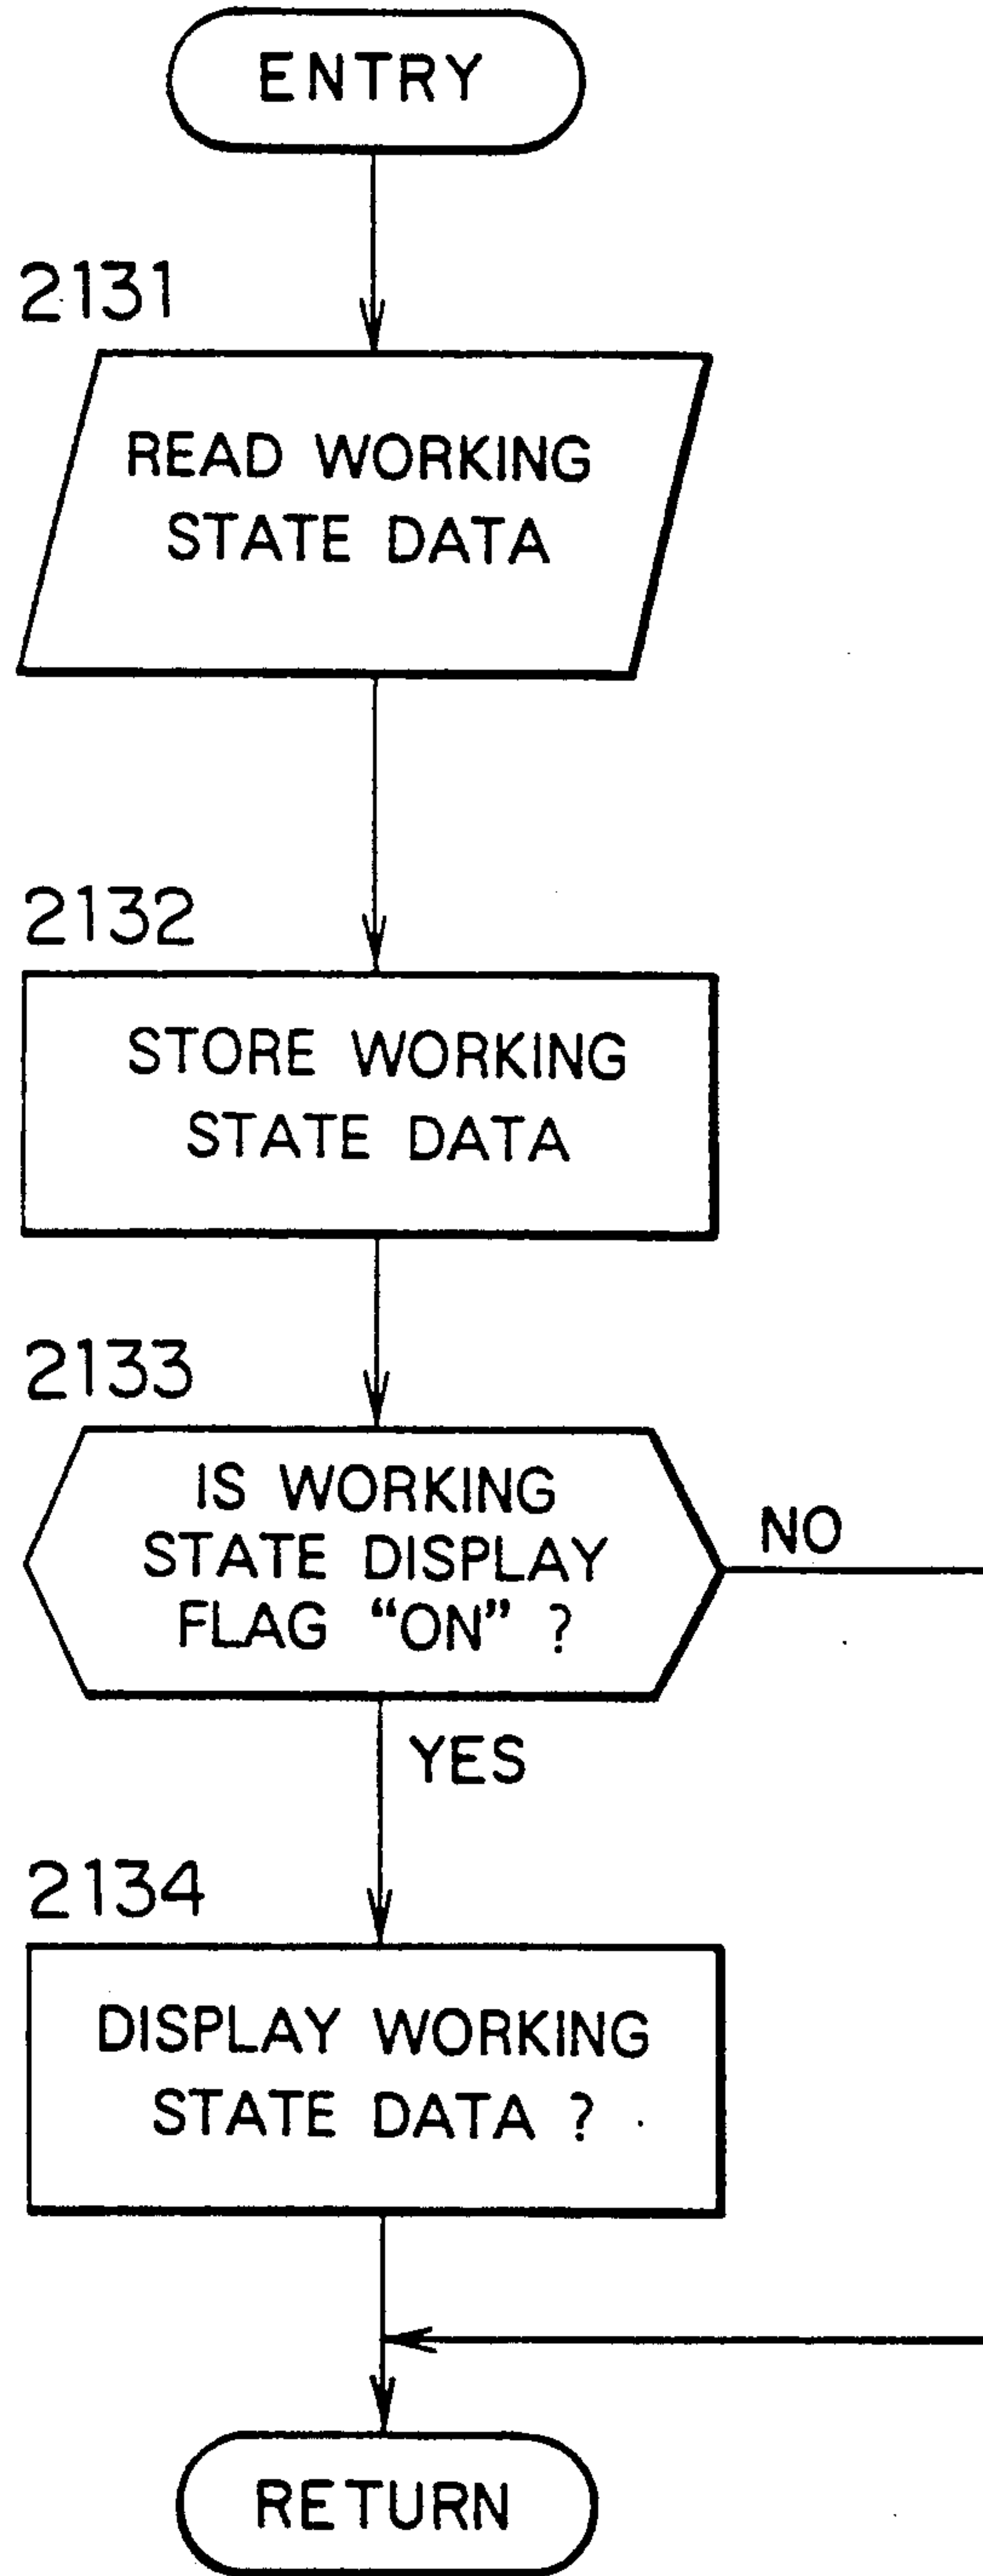 ENTRY
2131
READ WORKING
STATE DATA
2132
STORE WORKING
STATE DATA
2133
IS WORKING
STATE DISPLAY
FLAG “ON” ?
NO
YES
2134
DISPLAY WORKING
STATE DATA ?
RETURN